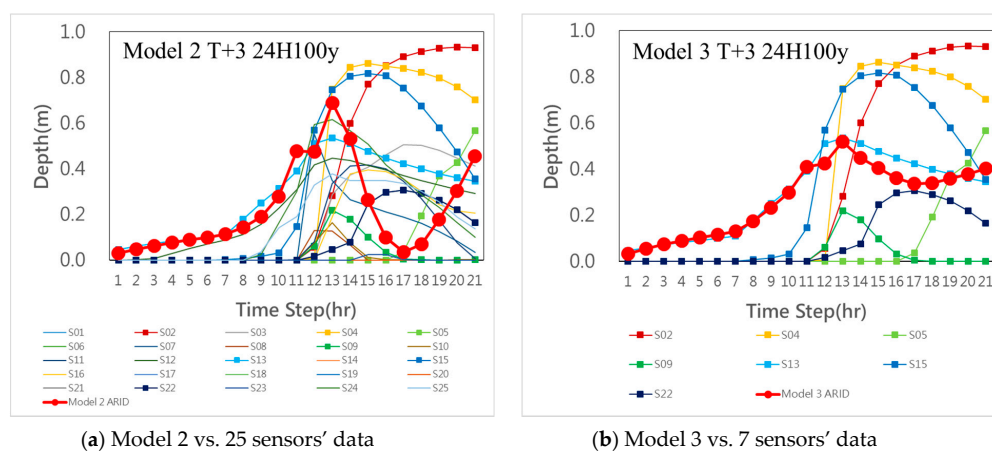 Model 2 T+3 24H100y
Depth(m)
1.0
0.8
0.6
0.4
0.2
0.0
1 2 3 4 5 6 7 8 9 10 11 12 13 14 15 16 17 18 19 20 21
Time Step(hr)
S01 S02 S03 S04 S05
S06 S07 S08 S09 S10
S11 S12 S13 S14 S15
S16 S17 S18 S19 S20
S21 S22 S23 S24 S25
Model 2 ARID
(a) Model 2 vs. 25 sensors’ data
Model 3 T+3 24H100y
Depth(m)
1.0
0.8
0.6
0.4
0.2
0.0
1 2 3 4 5 6 7 8 9 10 11 12 13 14 15 16 17 18 19 20 21
Time Step(hr)
S02 S04 S05
S09 S13 S15
S22 Model 3 ARID
(b) Model 3 vs. 7 sensors’ data